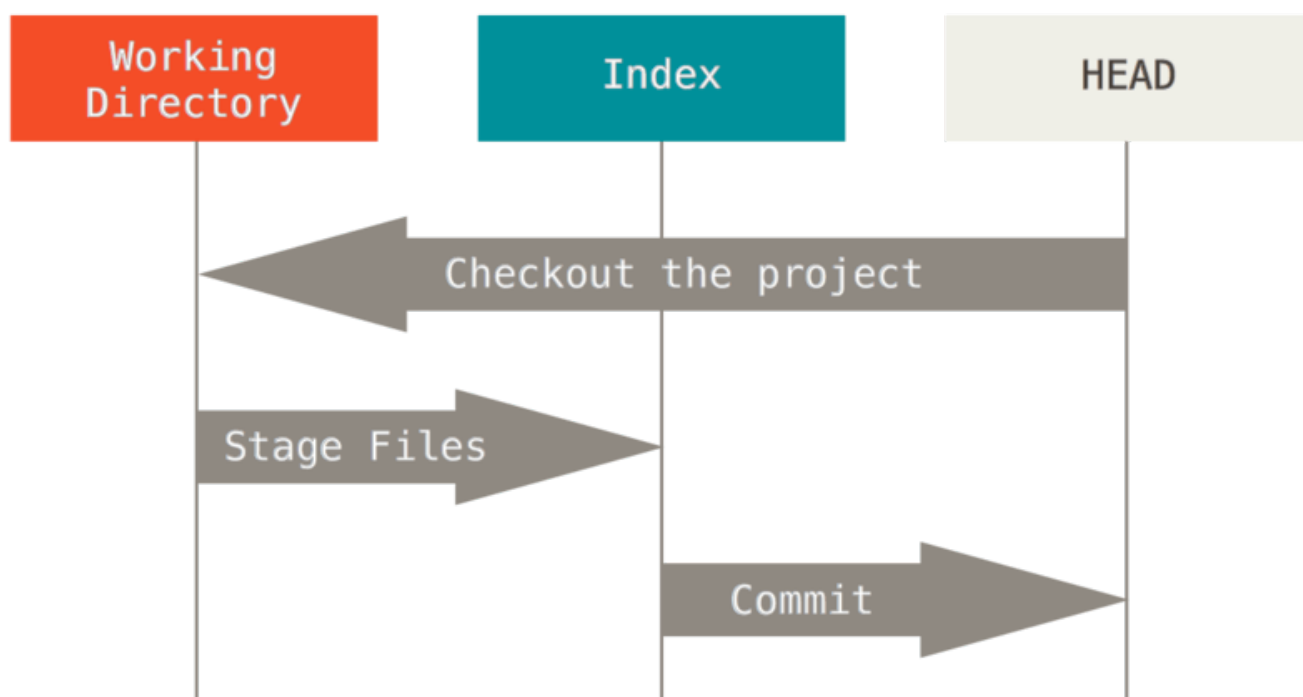 Working
Directory
Index
HEAD
Checkout the project
Stage Files
Commit